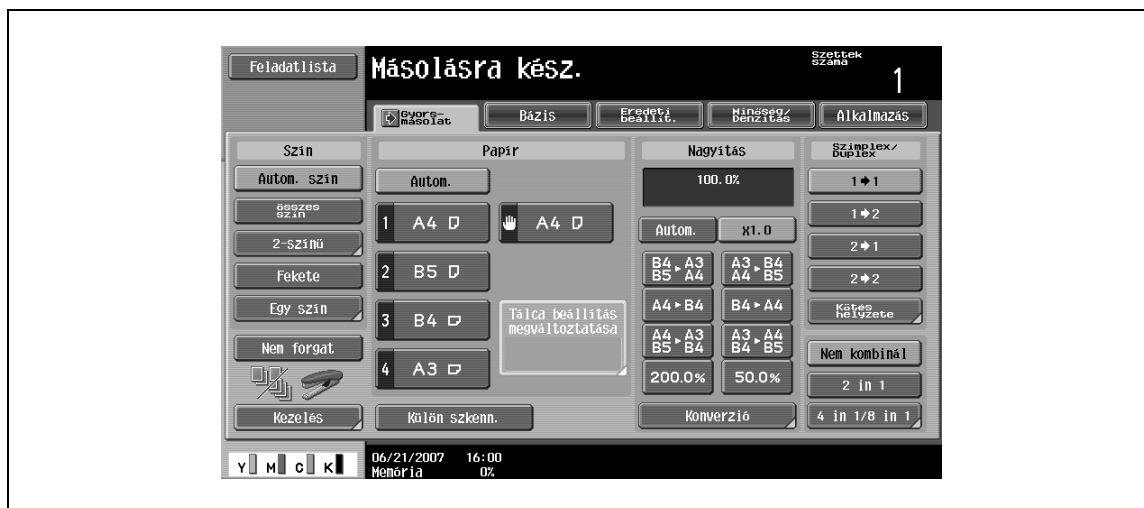 Feladatlista
Másolásra kész.
Szettek
száma
1
Gyors-
másolat
Bázis
Eredeti
beállít.
Minőség/
Denzitás
Alkalmazás
Szín
Papír
Nagyítás
Szimplex/
Duplex
Autom. szín
összes
szín
2-színű
Fekete
Egy szín
Nem forgat
Kezelés
Autom.
1 A4
A4
2 B5
3 B4
4 A3
Tálca beállítás
megváltoztatása
Külön szkenn.
100.0%
Autom.
x1.0
B4▸A3
B5▸A4
A3▸B4
A4▸B5
A4▸B4
B4▸A4
A4▸A3
B5▸B4
A3▸A4
B4▸B5
200.0%
50.0%
Konverzió
1➧1
1➧2
2➧1
2➧2
Kötés
helyzete
Nem kombinál
2 in 1
4 in 1/8 in 1
Y M C K
06/21/2007 16:00
Memória 0%